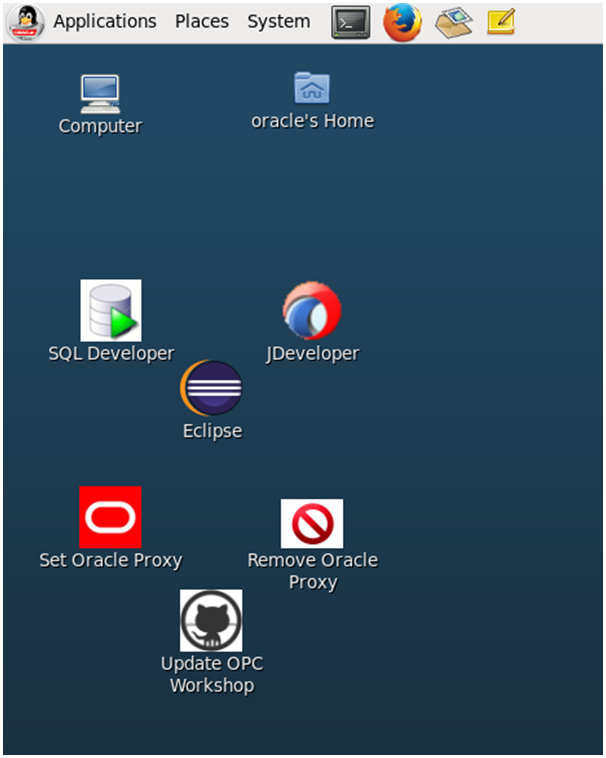 Applications Places System
Computer
oracle's Home
SQL Developer
JDeveloper
Eclipse
Set Oracle Proxy
Remove Oracle
Proxy
Update OPC
Workshop